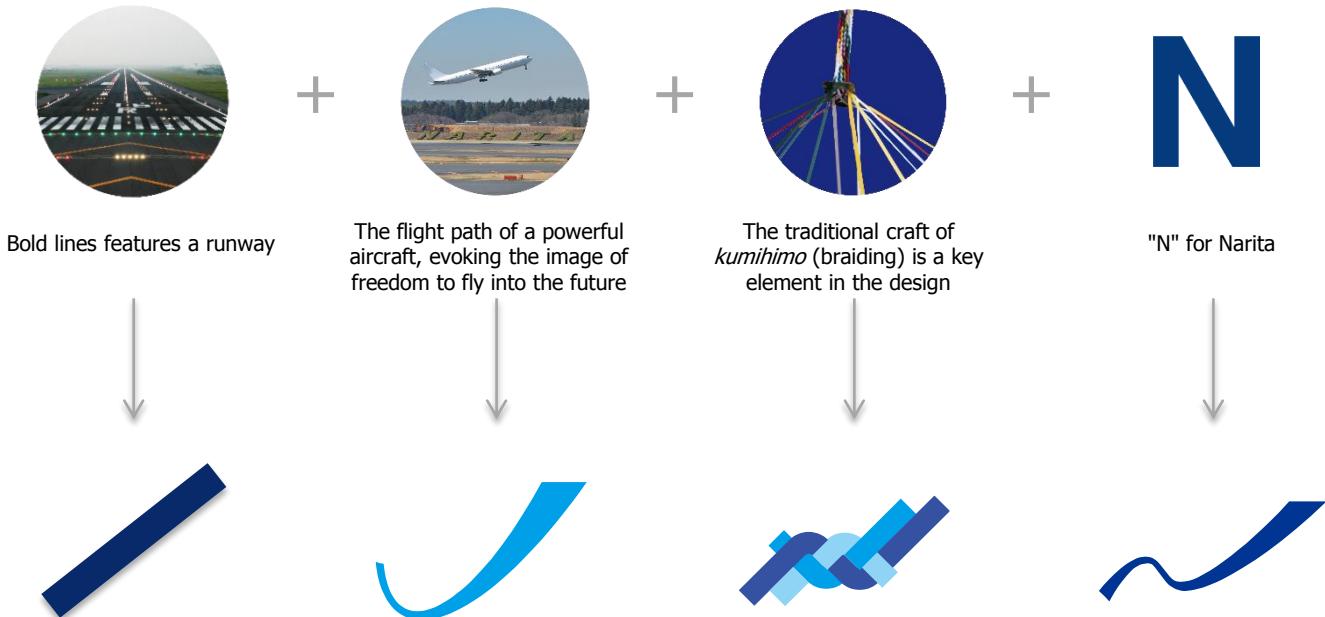 N
Bold lines features a runway
The flight path of a powerful
aircraft, evoking the image of
freedom to fly into the future
The traditional craft of
kumihimo (braiding) is a key
element in the design
"N" for Narita